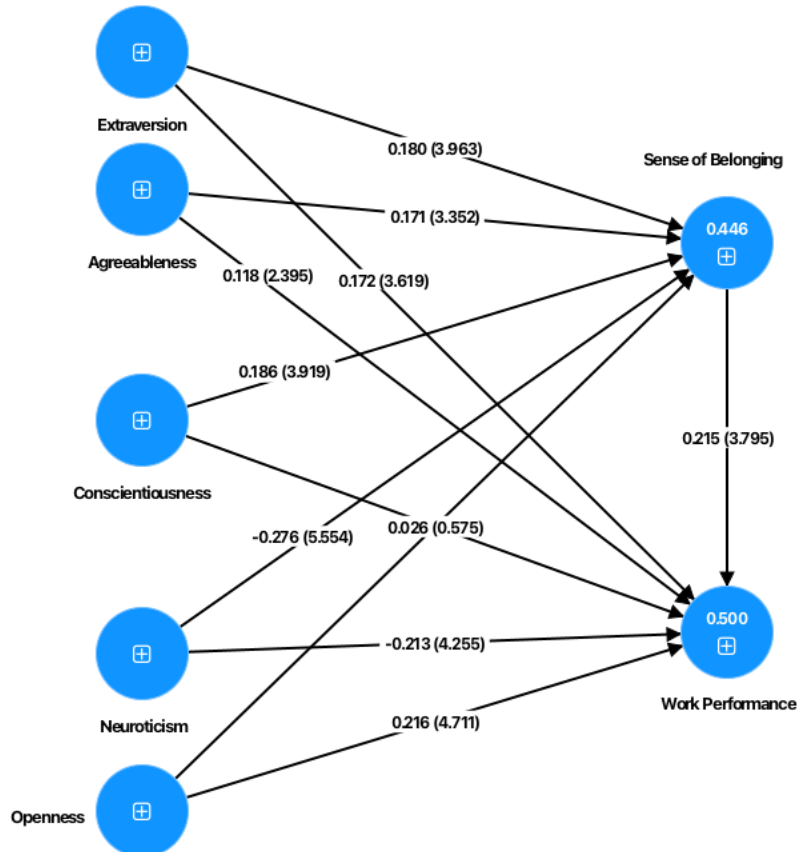 Extraversion
0.180 (3.963)
Sense of Belonging
0.171 (3.352)
0.446
Agreeableness
0.118 (2.395)
0.172 (3.619)
0.186 (3.919)
0.215 (3.795)
Conscientiousness
-0.276 (5.554)
0.026 (0.575)
0.500
-0.213 (4.255)
Work Performance
Neuroticism
0.216 (4.711)
Openness